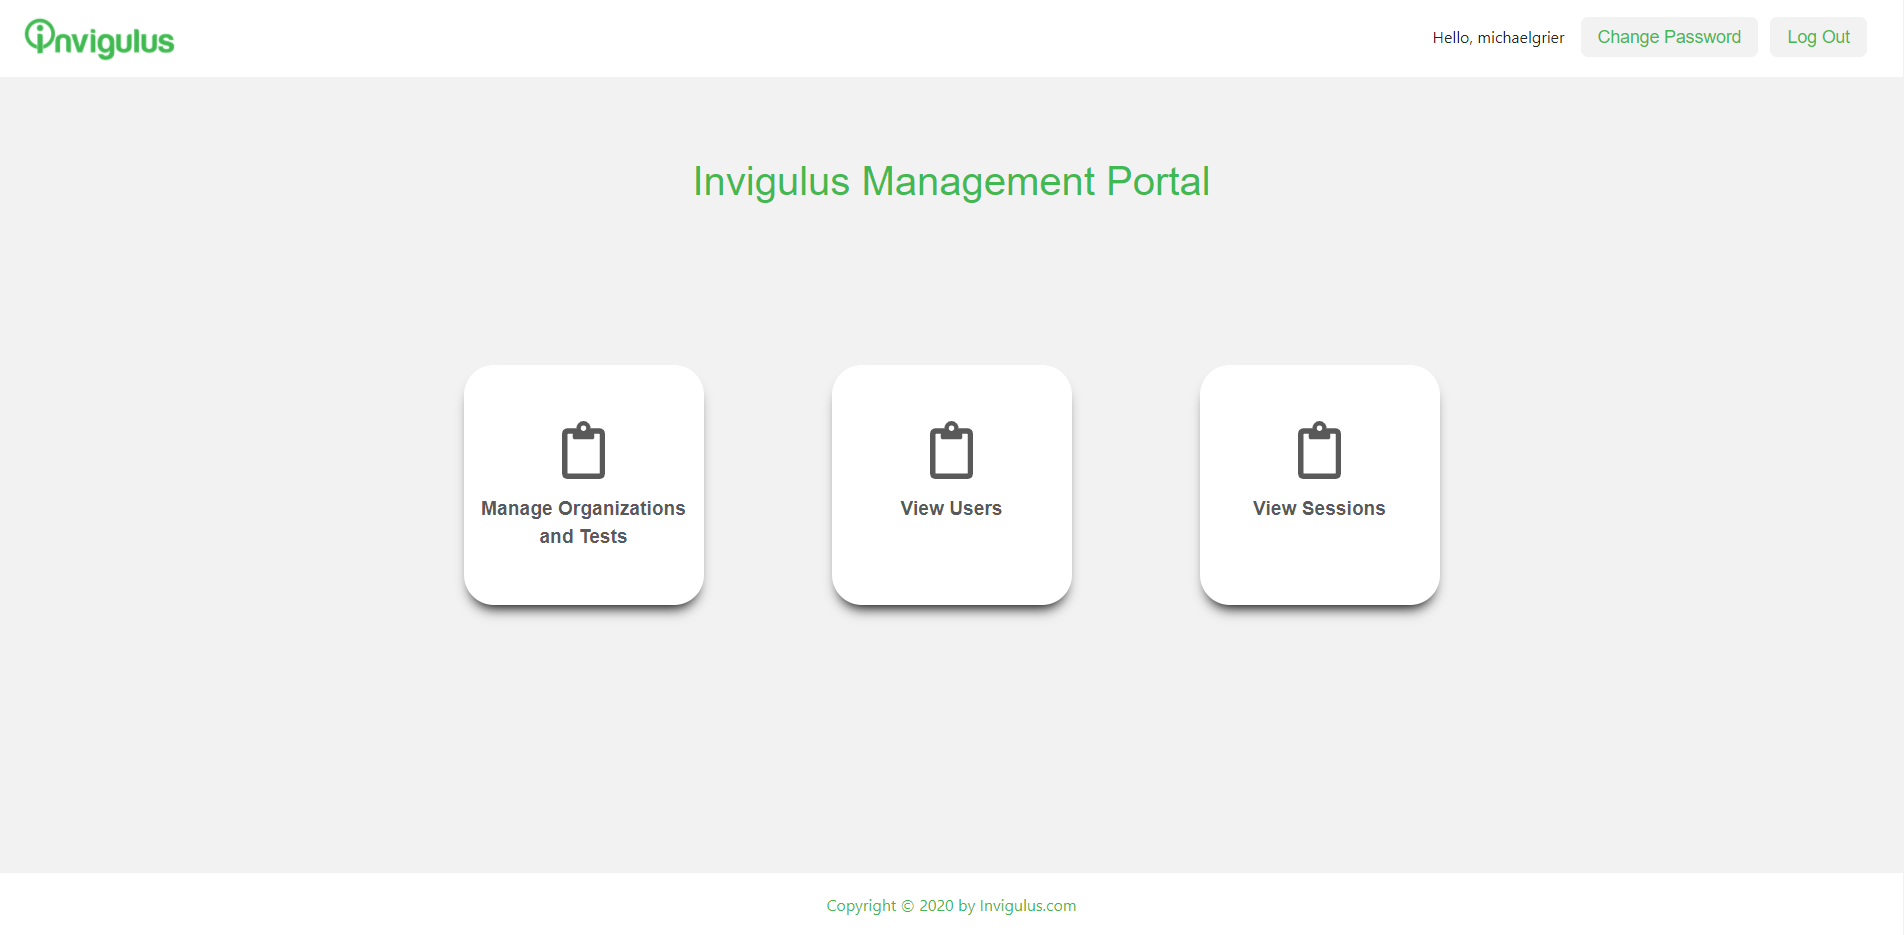 invigulus
Hello, michaelgrier
Change Password
Log Out
Invigulus Management Portal
Manage Organizations
and Tests
View Users
View Sessions
Copyright © 2020 by Invigulus.com